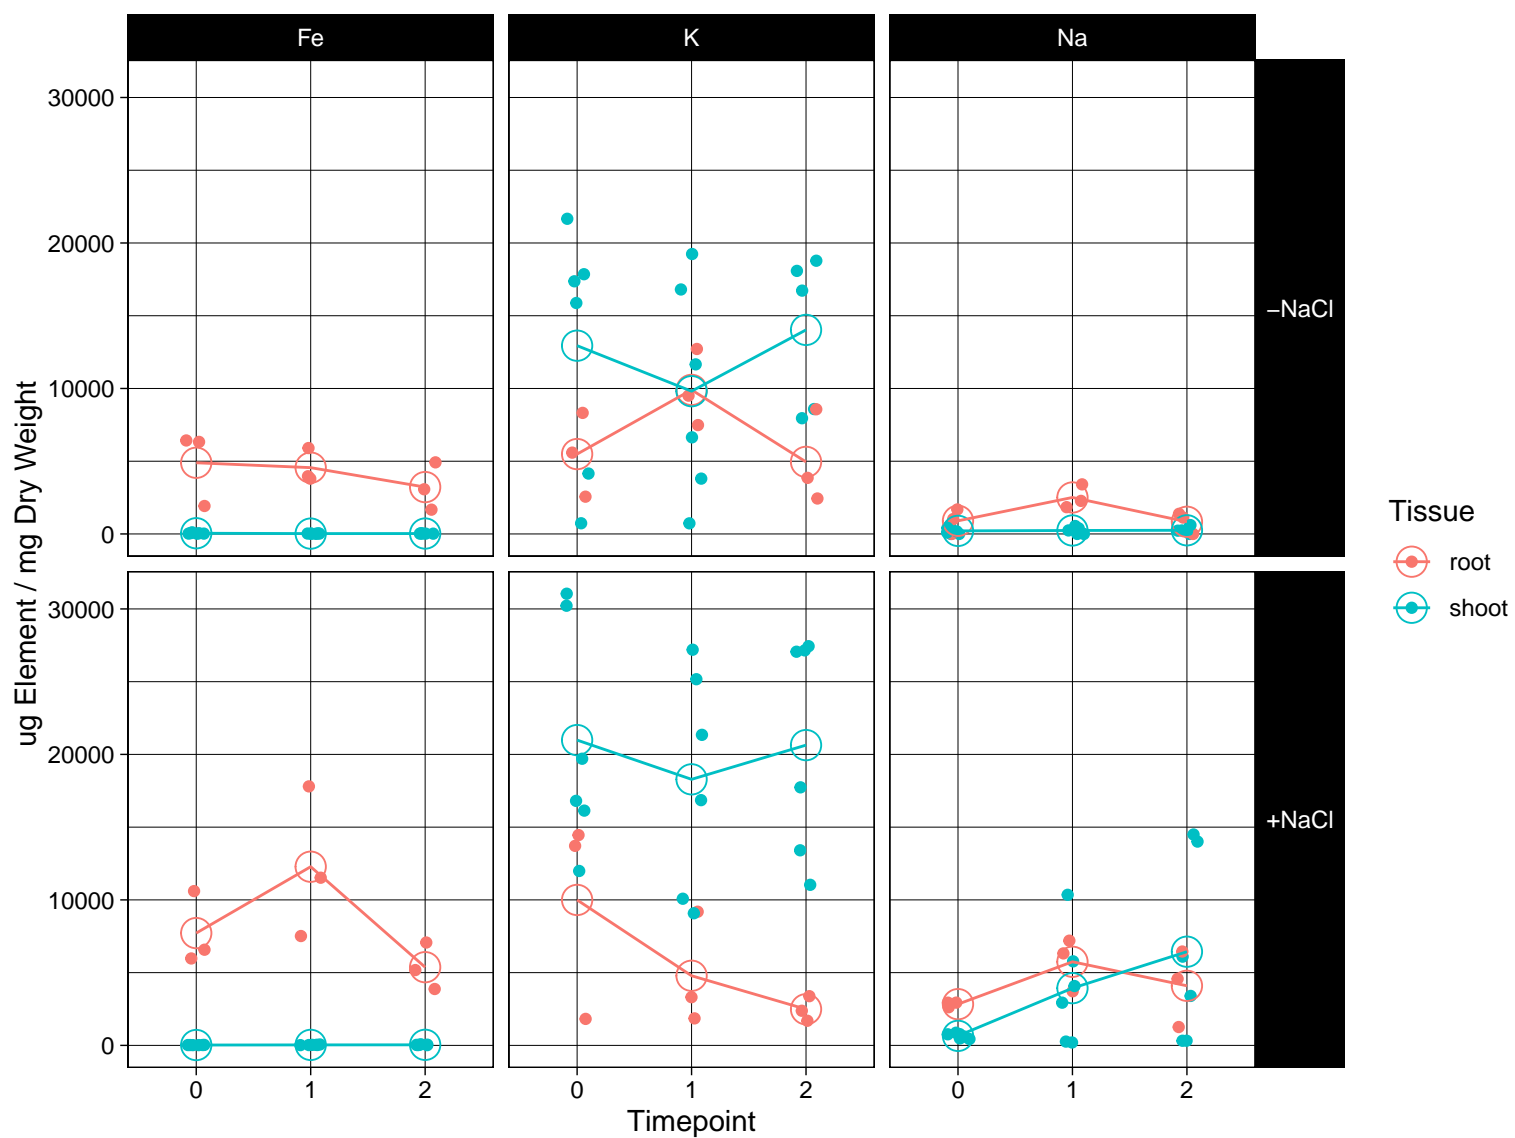 Fe
K
Na
30000
20000
10000
0
−NaCl
30000
20000
10000
0
+NaCl
0
1
2
0
1
2
0
1
2
Timepoint
ug Element / mg Dry Weight
Tissue
root
shoot